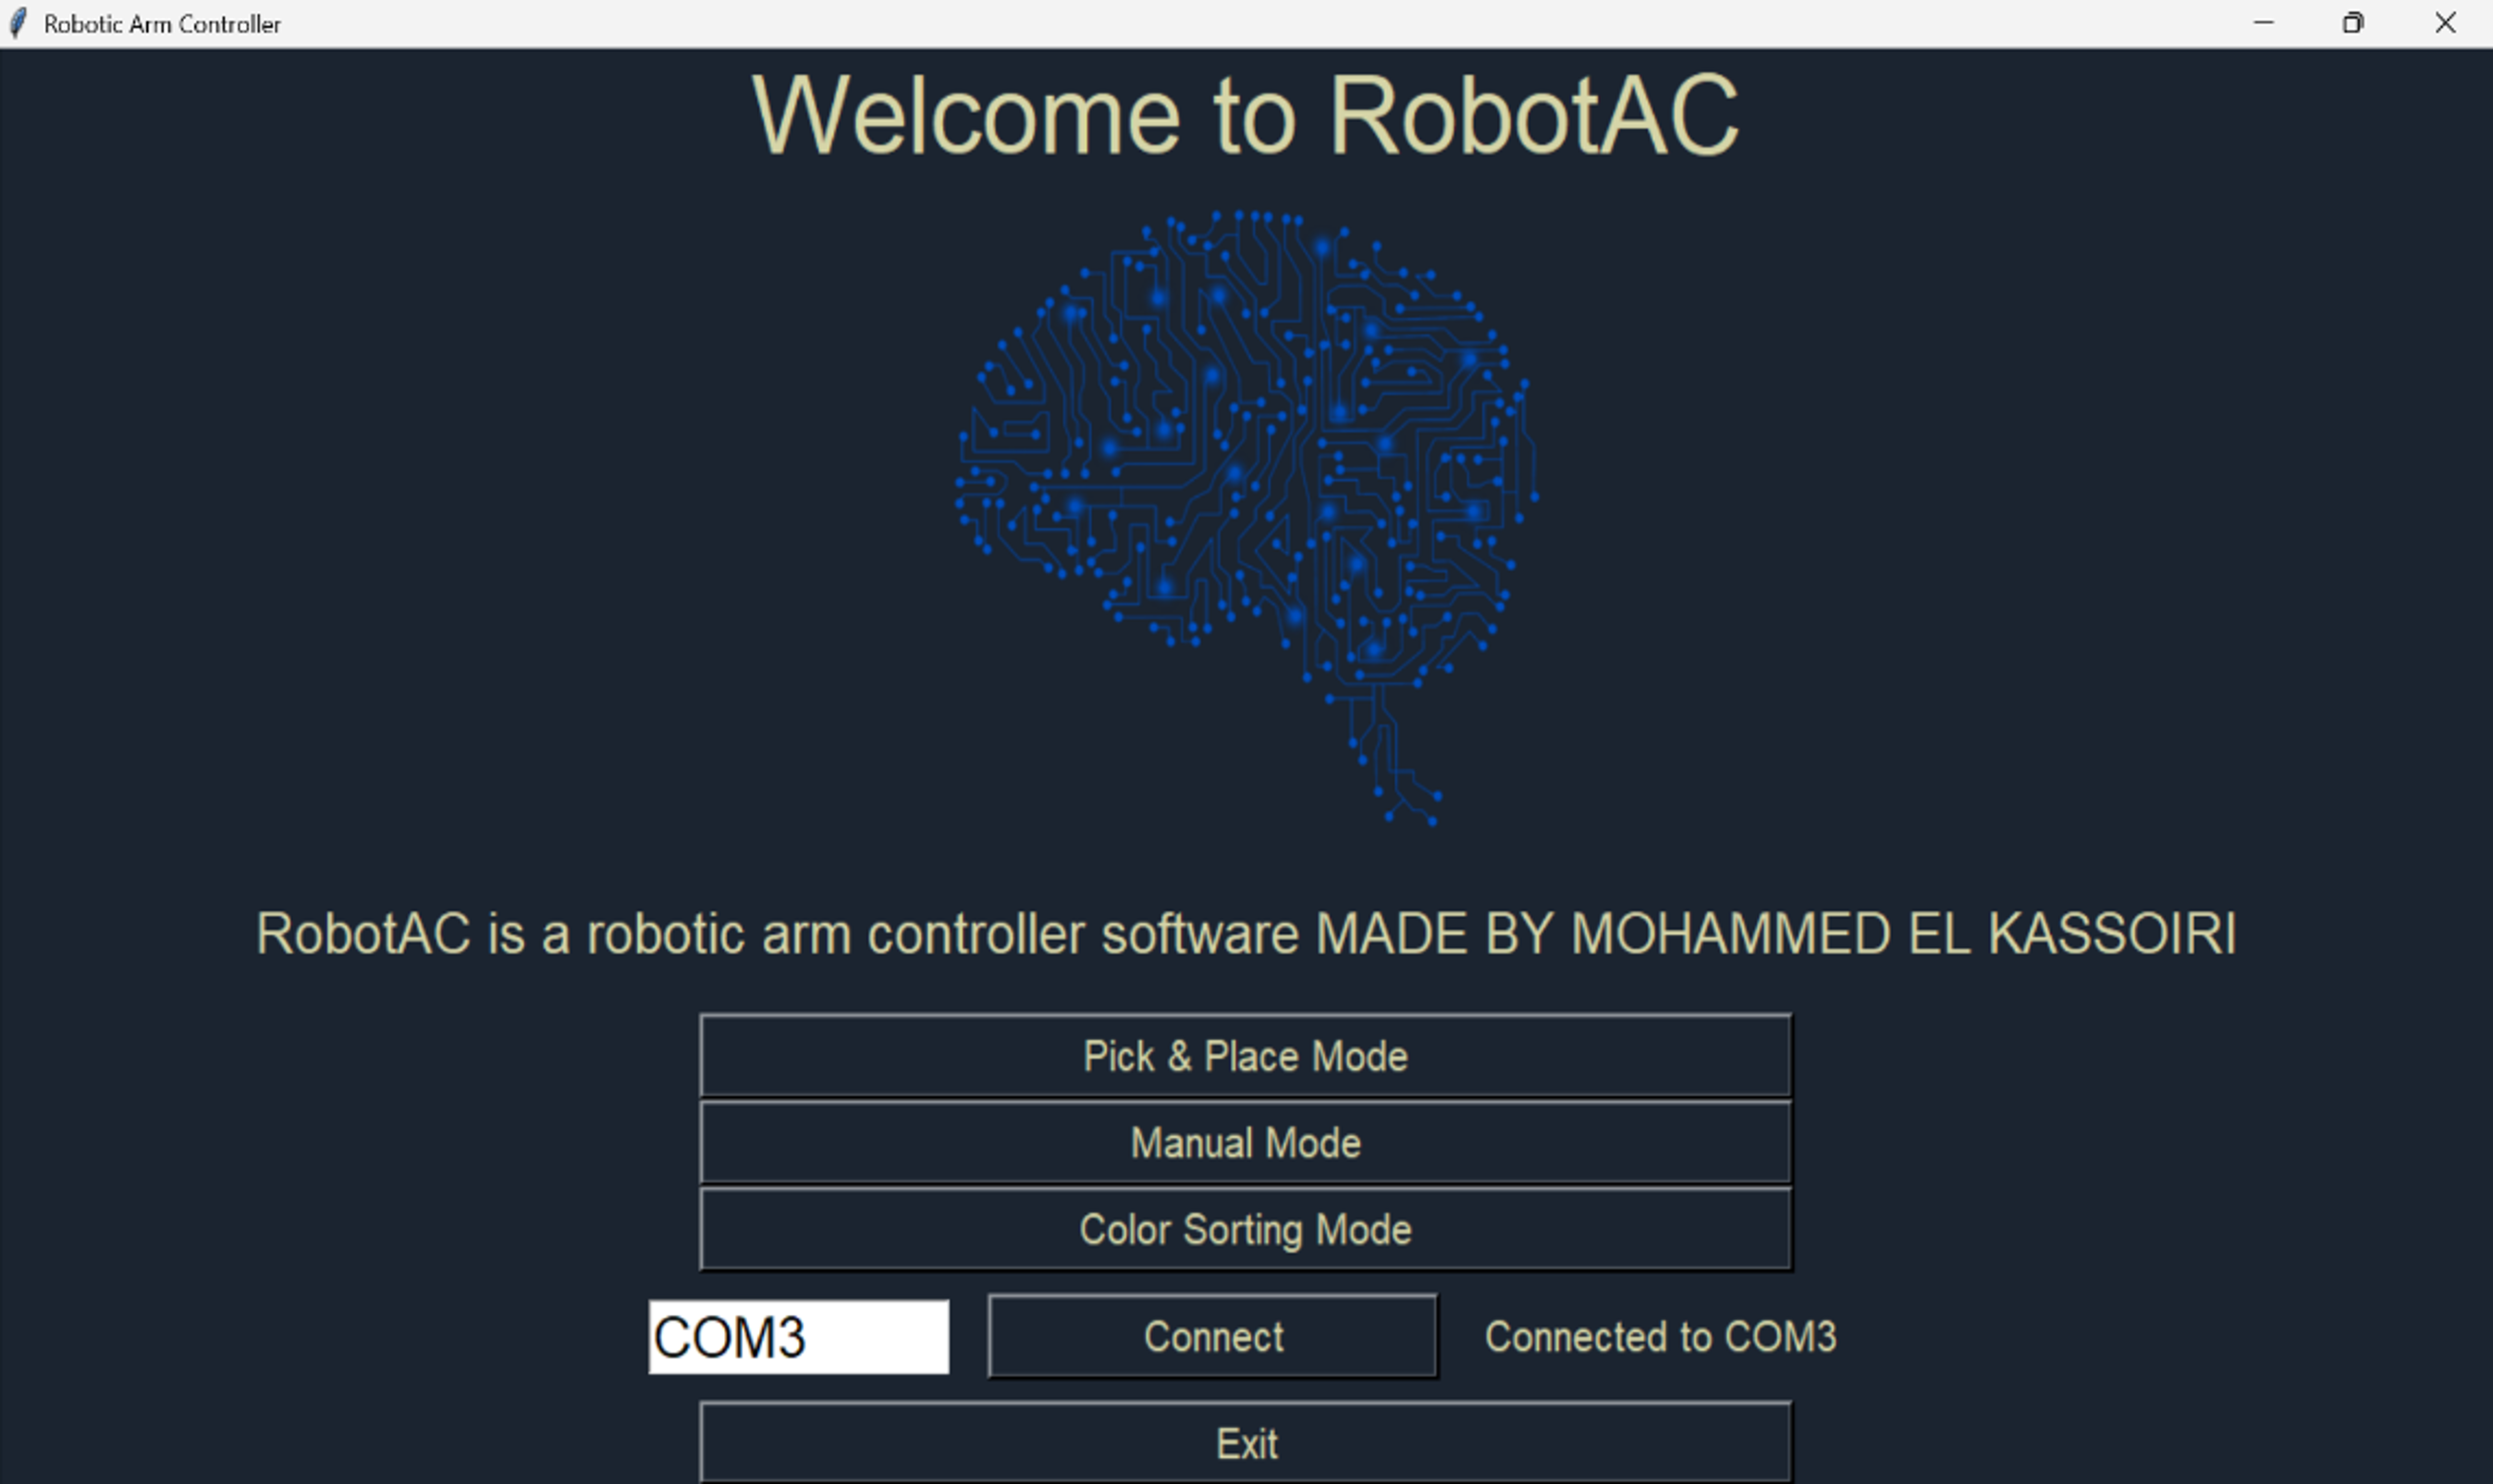 Robotic Arm Controller
Welcome to RobotAC
RobotAC is a robotic arm controller software MADE BY MOHAMMED EL KASSOIRI
Pick & Place Mode
Manual Mode
Color Sorting Mode
COM3 Connect Connected to COM3
Exit